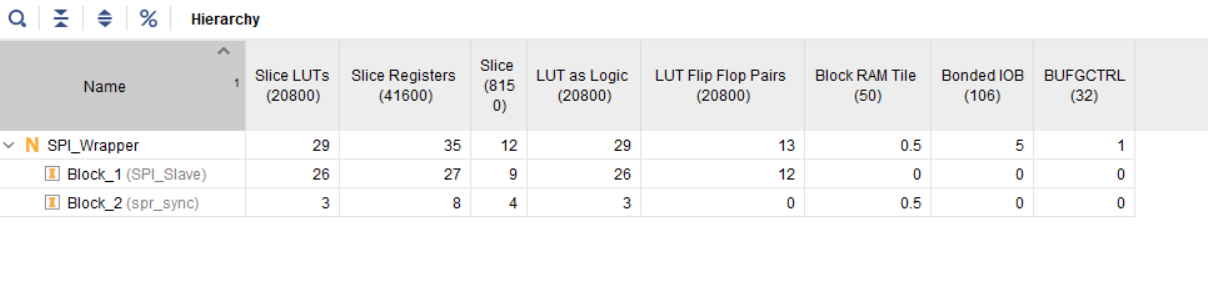 % Hierarchy
Name 1 Slice LUTs (20800) Slice Registers (41600) Slice (8150) LUT as Logic (20800) LUT Flip Flop Pairs (20800) Block RAM Tile (50) Bonded IOB (106) BUFGCTRL (32)
N SPI_Wrapper 29 35 12 29 13 0.5 5 1
I Block_1 (SPI_Slave) 26 27 9 26 12 0 0 0
I Block_2 (spr_sync) 3 8 4 3 0 0.5 0 0